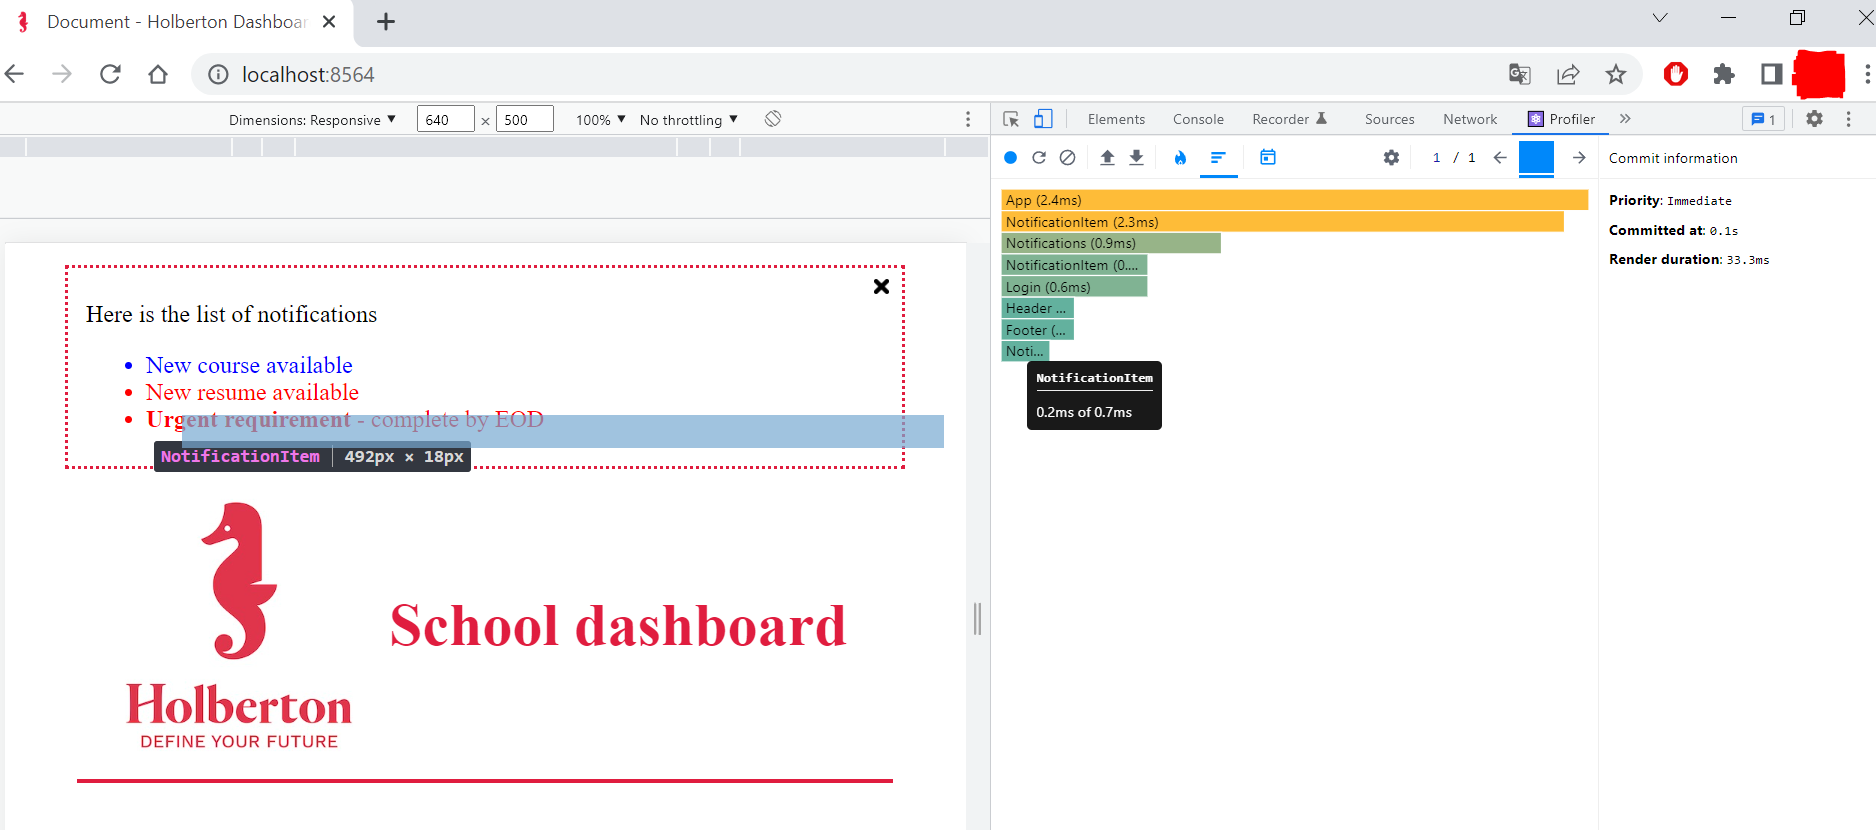 Document - Holberton Dashboar
localhost:8564
Dimensions: Responsive
640 × 500
100%
No throttling
Elements
Console
Recorder
Sources
Network
Profiler
1
1 / 1
Commit information
App (2.4ms)
NotificationItem (2.3ms)
Notifications (0.9ms)
NotificationItem (0....
Login (0.6ms)
Header ...
Footer (...
Noti...
NotificationItem
0.2ms of 0.7ms
Priority: Immediate
Committed at: 0.1s
Render duration: 33.3ms
Here is the list of notifications
New course available
New resume available
Urgent requirement - complete by EOD
NotificationItem 492px × 18px
Holberton
DEFINE YOUR FUTURE
School dashboard